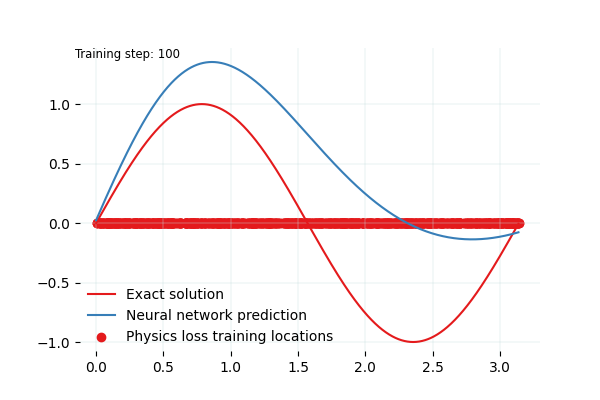 Training step: 100
1.0
0.5
0.0
−0.5
−1.0
Exact solution
Neural network prediction
Physics loss training locations
0.0 0.5 1.0 1.5 2.0 2.5 3.0